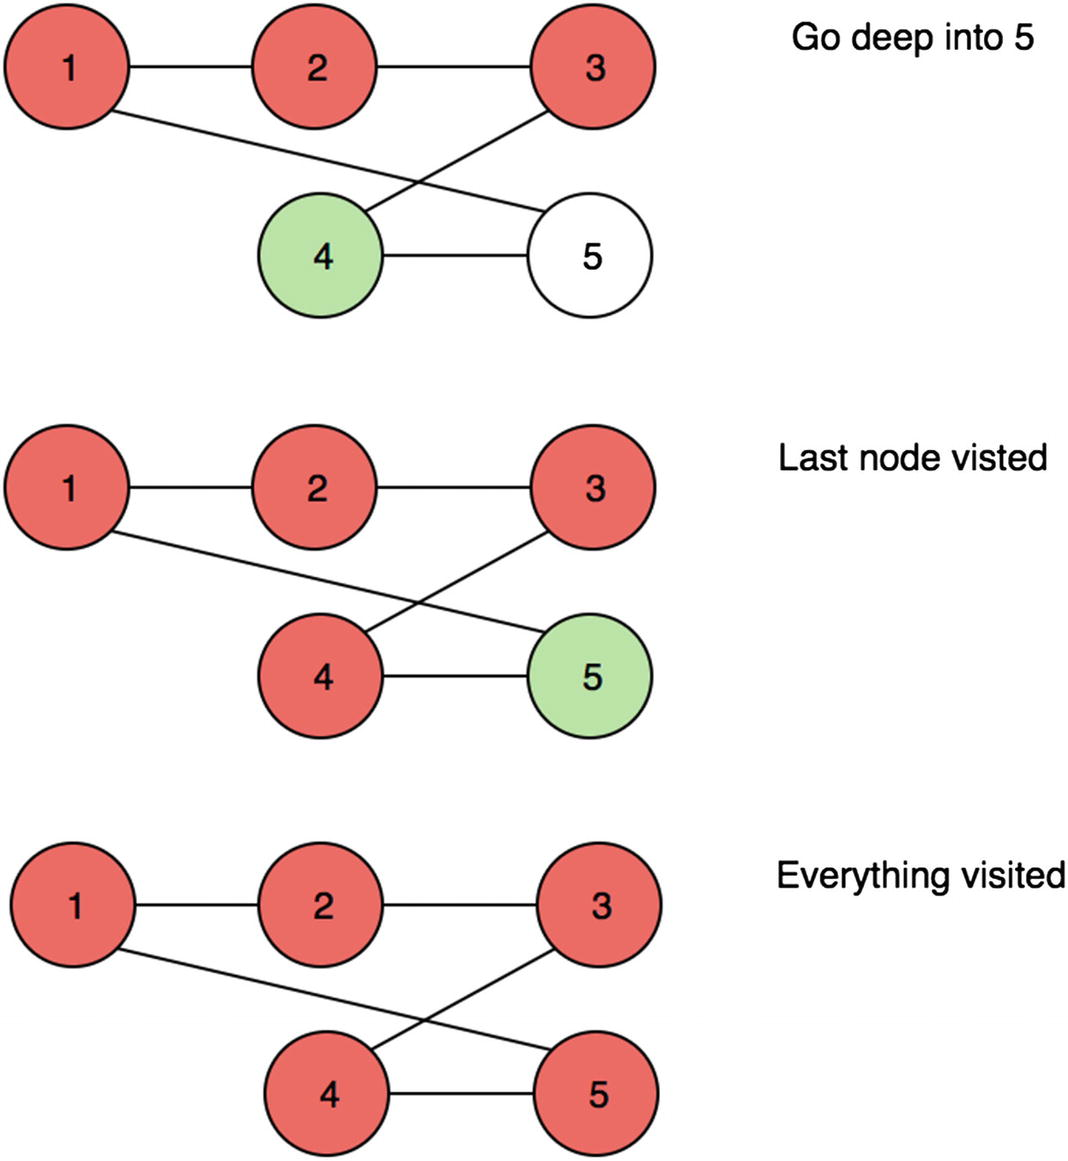 1 2 3 Go deep into 5
4 5
1 2 3 Last node visted
4 5
1 2 3 Everything visited
4 5